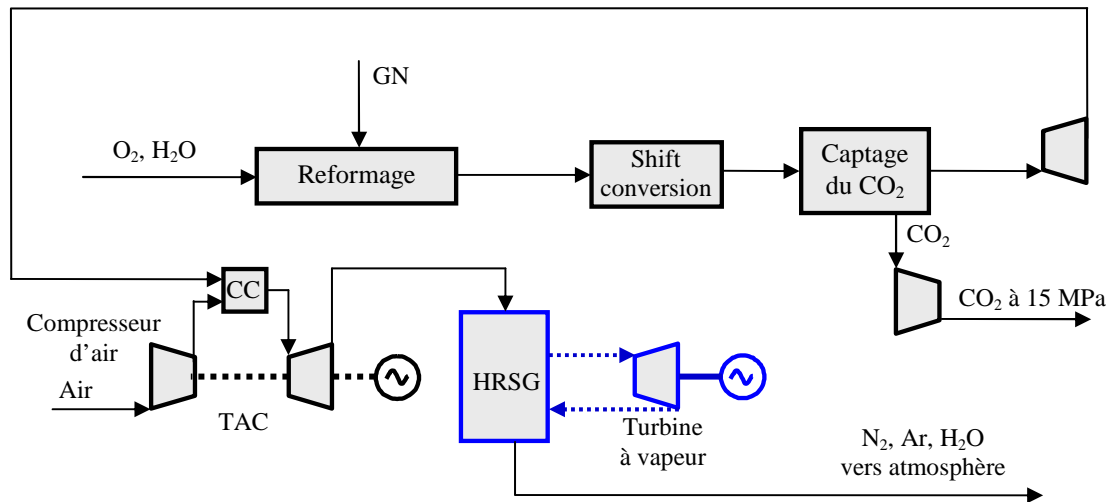 GN
O₂, H₂O
Reformage
Shift
conversion
Captage
du CO₂
CO₂
CO₂ à 15 MPa
CC
Compresseur
d'air
Air
TAC
HRSG
Turbine
à vapeur
N₂, Ar, H₂O
vers atmosphère